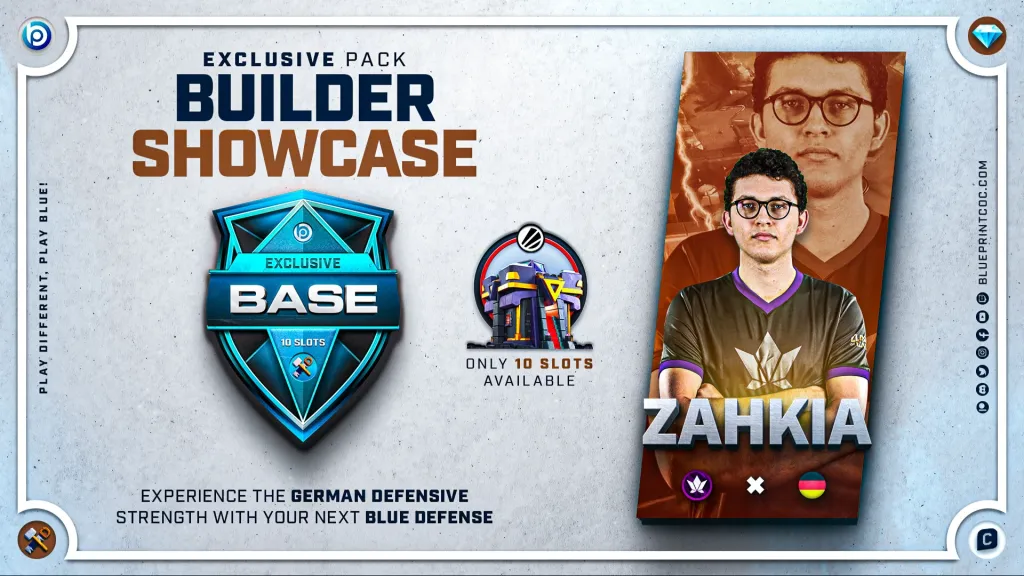 EXCLUSIVE PACK
BUILDER
SHOWCASE
EXCLUSIVE
BASE
10 SLOTS
ONLY 10 SLOTS
AVAILABLE
EXPERIENCE THE GERMAN DEFENSIVE
STRENGTH WITH YOUR NEXT BLUE DEFENSE
ZAHKIA
PLAY DIFFERENT, PLAY BLUE!
BLUEPRINTCOC.COM
C